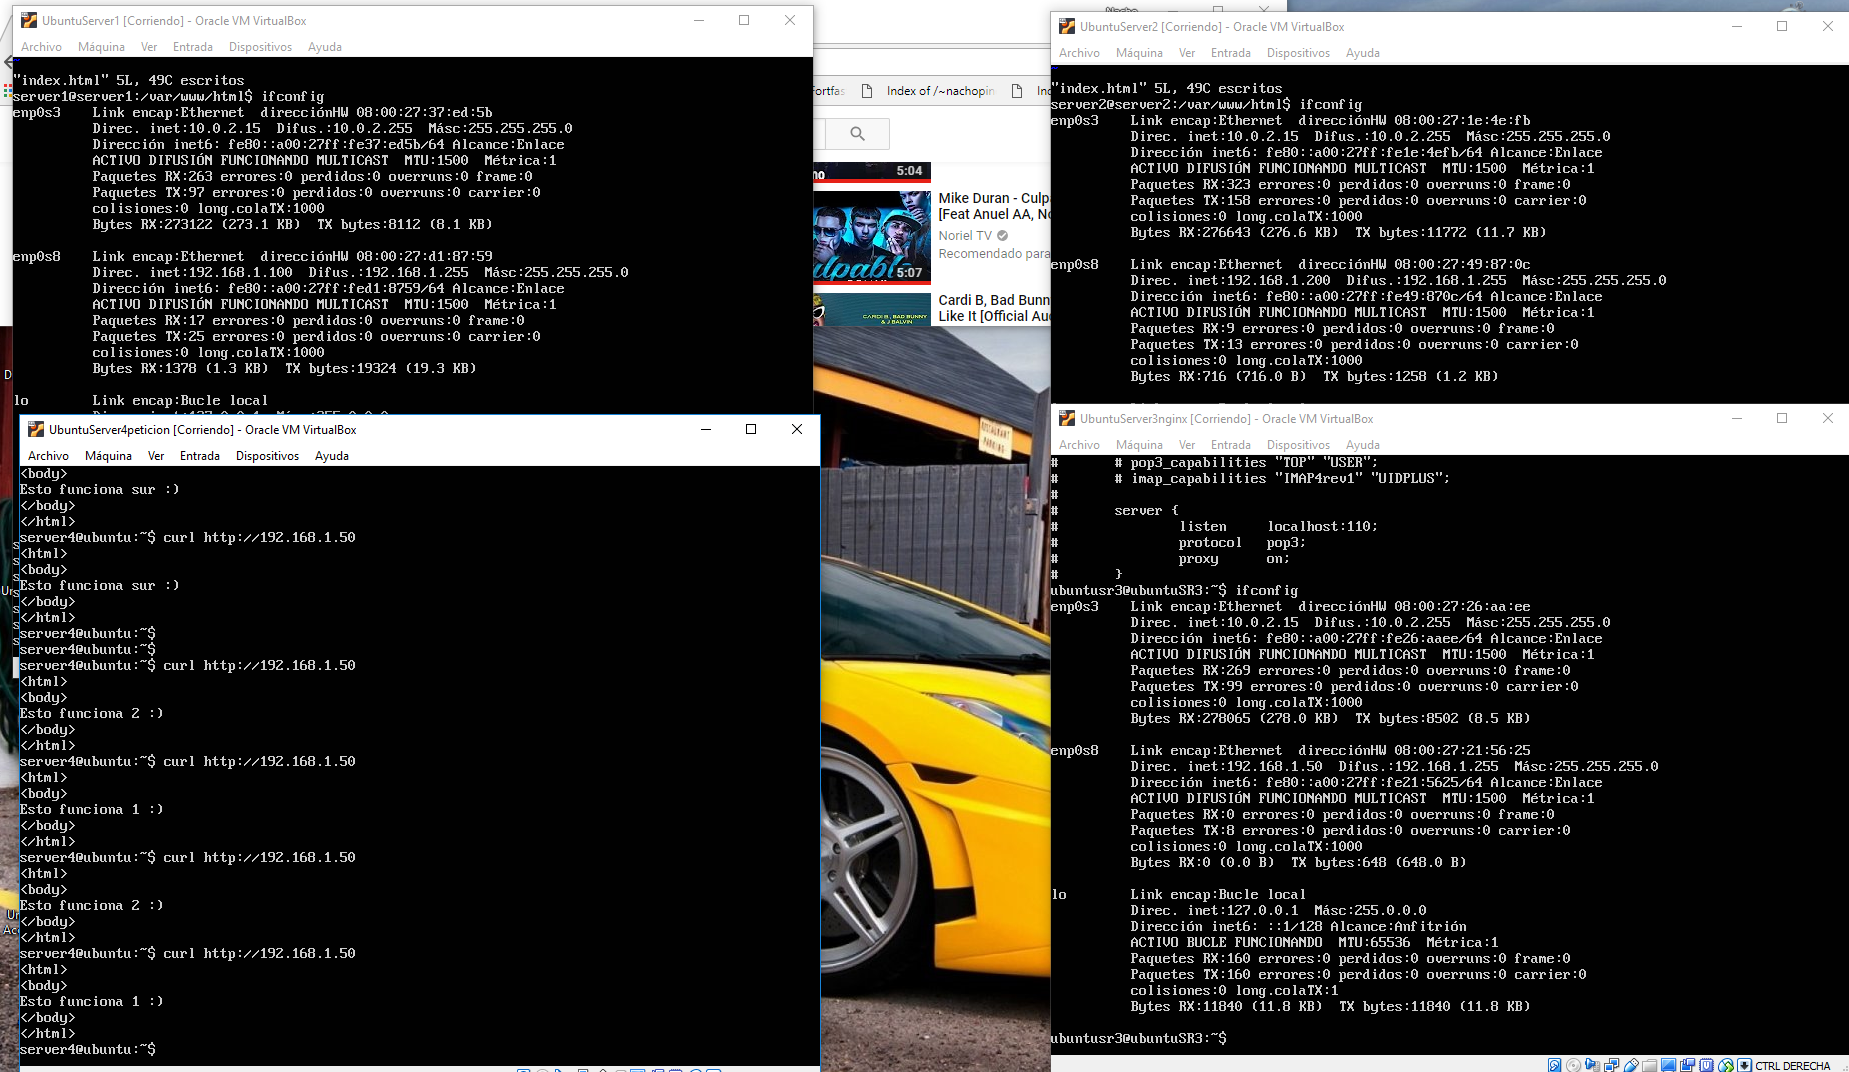 UbuntuServer1 [Corriendo] - Oracle VM VirtualBox
Archivo Máquina Ver Entrada Dispositivos Ayuda
"index.html" 5L, 49C escritos
server1@server1:/var/www/html$ ifconfig
enp0s3 Link encap:Ethernet direcciónHW 08:00:27:37:ed:5b
Direc. inet:10.0.2.15 Difus.:10.0.2.255 Másc:255.255.255.0
Dirección inet6: fe80::a00:27ff:fe37:ed5b/64 Alcance:Enlace
ACTIVO DIFUSIÓN FUNCIONANDO MULTICAST MTU:1500 Métrica:1
Paquetes RX:263 errores:0 perdidos:0 overruns:0 frame:0
Paquetes TX:97 errores:0 perdidos:0 overruns:0 carrier:0
colisiones:0 long.colaTX:1000
Bytes RX:273122 (273.1 KB) TX bytes:8112 (8.1 KB)
enp0s8 Link encap:Ethernet direcciónHW 08:00:27:d1:87:59
Direc. inet:192.168.1.100 Difus.:192.168.1.255 Másc:255.255.255.0
Dirección inet6: fe80::a00:27ff:fed1:8759/64 Alcance:Enlace
ACTIVO DIFUSIÓN FUNCIONANDO MULTICAST MTU:1500 Métrica:1
Paquetes RX:17 errores:0 perdidos:0 overruns:0 frame:0
Paquetes TX:25 errores:0 perdidos:0 overruns:0 carrier:0
colisiones:0 long.colaTX:1000
Bytes RX:1378 (1.3 KB) TX bytes:19324 (19.3 KB)
lo Link encap:Bucle local
Index of /~nachopin
5:04
Mike Duran - Culp
[Feat Anuel AA, No
Noriel TV
Recomendado para
5:07
Cardi B, Bad Bunn
Like It [Official Au
CARDI B, BAD BUNNY
& J BALVIN
RESTAURANT
PARKING
UbuntuServer2 [Corriendo] - Oracle VM VirtualBox
Archivo Máquina Ver Entrada Dispositivos Ayuda
"index.html" 5L, 49C escritos
server2@server2:/var/www/html$ ifconfig
enp0s3 Link encap:Ethernet direcciónHW 08:00:27:1e:4e:fb
Direc. inet:10.0.2.15 Difus.:10.0.2.255 Másc:255.255.255.0
Dirección inet6: fe80::a00:27ff:fe1e:4efb/64 Alcance:Enlace
ACTIVO DIFUSIÓN FUNCIONANDO MULTICAST MTU:1500 Métrica:1
Paquetes RX:323 errores:0 perdidos:0 overruns:0 frame:0
Paquetes TX:158 errores:0 perdidos:0 overruns:0 carrier:0
colisiones:0 long.colaTX:1000
Bytes RX:276643 (276.6 KB) TX bytes:11772 (11.7 KB)
enp0s8 Link encap:Ethernet direcciónHW 08:00:27:49:87:0c
Direc. inet:192.168.1.200 Difus.:192.168.1.255 Másc:255.255.255.0
Dirección inet6: fe80::a00:27ff:fe49:870c/64 Alcance:Enlace
ACTIVO DIFUSIÓN FUNCIONANDO MULTICAST MTU:1500 Métrica:1
Paquetes RX:9 errores:0 perdidos:0 overruns:0 frame:0
Paquetes TX:13 errores:0 perdidos:0 overruns:0 carrier:0
colisiones:0 long.colaTX:1000
Bytes RX:716 (716.0 B) TX bytes:1258 (1.2 KB)
UbuntuServer4peticion [Corriendo] - Oracle VM VirtualBox
Archivo Máquina Ver Entrada Dispositivos Ayuda
<body>
Esto funciona sur :)
</body>
</html>
server4@ubuntu:~$ curl http://192.168.1.50
<html>
<body>
Esto funciona sur :)
</body>
</html>
server4@ubuntu:~$
server4@ubuntu:~$
server4@ubuntu:~$ curl http://192.168.1.50
<html>
<body>
Esto funciona 2 :)
</body>
</html>
server4@ubuntu:~$ curl http://192.168.1.50
<html>
<body>
Esto funciona 1 :)
</body>
</html>
server4@ubuntu:~$ curl http://192.168.1.50
<html>
<body>
Esto funciona 2 :)
</body>
</html>
server4@ubuntu:~$ curl http://192.168.1.50
<html>
<body>
Esto funciona 1 :)
</body>
</html>
server4@ubuntu:~$
UbuntuServer3nginx [Corriendo] - Oracle VM VirtualBox
Archivo Máquina Ver Entrada Dispositivos Ayuda
# # pop3_capabilities "TOP" "USER";
# # imap_capabilities "IMAP4rev1" "UIDPLUS";
#
# server {
# listen localhost:110;
# protocol pop3;
# proxy on;
# }
ubuntusr3@ubuntuSR3:~$ ifconfig
enp0s3 Link encap:Ethernet direcciónHW 08:00:27:26:aa:ee
Direc. inet:10.0.2.15 Difus.:10.0.2.255 Másc:255.255.255.0
Dirección inet6: fe80::a00:27ff:fe26:aaee/64 Alcance:Enlace
ACTIVO DIFUSIÓN FUNCIONANDO MULTICAST MTU:1500 Métrica:1
Paquetes RX:269 errores:0 perdidos:0 overruns:0 frame:0
Paquetes TX:99 errores:0 perdidos:0 overruns:0 carrier:0
colisiones:0 long.colaTX:1000
Bytes RX:278065 (278.0 KB) TX bytes:8502 (8.5 KB)
enp0s8 Link encap:Ethernet direcciónHW 08:00:27:21:56:25
Direc. inet:192.168.1.50 Difus.:192.168.1.255 Másc:255.255.255.0
Dirección inet6: fe80::a00:27ff:fe21:5625/64 Alcance:Enlace
ACTIVO DIFUSIÓN FUNCIONANDO MULTICAST MTU:1500 Métrica:1
Paquetes RX:0 errores:0 perdidos:0 overruns:0 frame:0
Paquetes TX:8 errores:0 perdidos:0 overruns:0 carrier:0
colisiones:0 long.colaTX:1000
Bytes RX:0 (0.0 B) TX bytes:648 (648.0 B)
lo Link encap:Bucle local
Direc. inet:127.0.0.1 Másc:255.0.0.0
Dirección inet6: ::1/128 Alcance:Anfitrión
ACTIVO BUCLE FUNCIONANDO MTU:65536 Métrica:1
Paquetes RX:160 errores:0 perdidos:0 overruns:0 frame:0
Paquetes TX:160 errores:0 perdidos:0 overruns:0 carrier:0
colisiones:0 long.colaTX:1
Bytes RX:11840 (11.8 KB) TX bytes:11840 (11.8 KB)
ubuntusr3@ubuntuSR3:~$
CTRL DERECHA